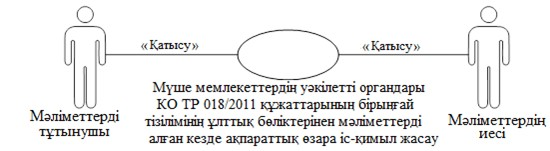 «Қатысу»
«Қатысу»
Мүше мемлекеттердің уәкілетті органдары
КО ТР 018/2011 құжаттарының бірыңғай
тізілімінің ұлттық бөліктерінен мәліметтерді
алған кезде ақпараттық өзара іс-қимыл жасау
Мәліметтерді
тұтынушы
Мәліметтердің
иесі